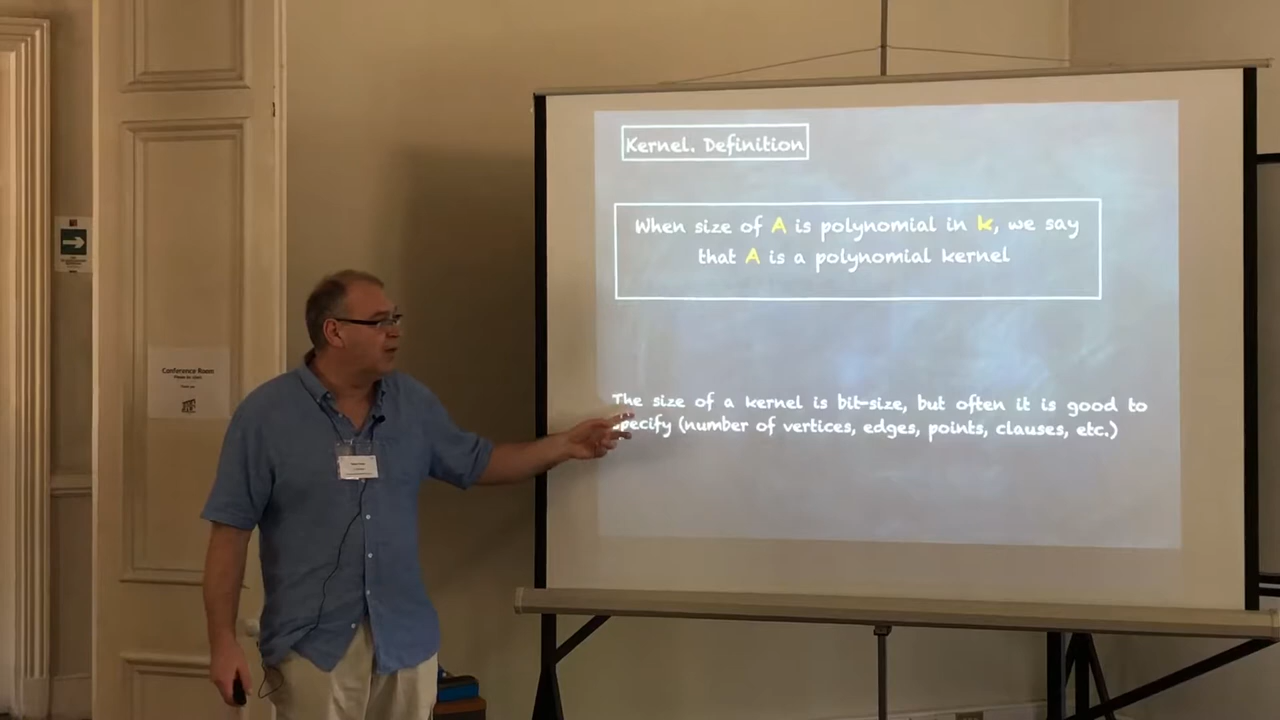 Kernel. Definition
When size of A is polynomial in k, we say
that A is a polynomial kernel
The size of a kernel is bit-size, but often it is good to
specify (number of vertices, edges, points, clauses, etc.)
Conference Room